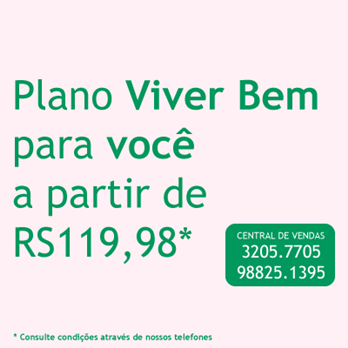 Plano Viver Bem
para você
a partir de
RS119,98*
CENTRAL DE VENDAS
3205.7705
98825.1395
* Consulte condições através de nossos telefones